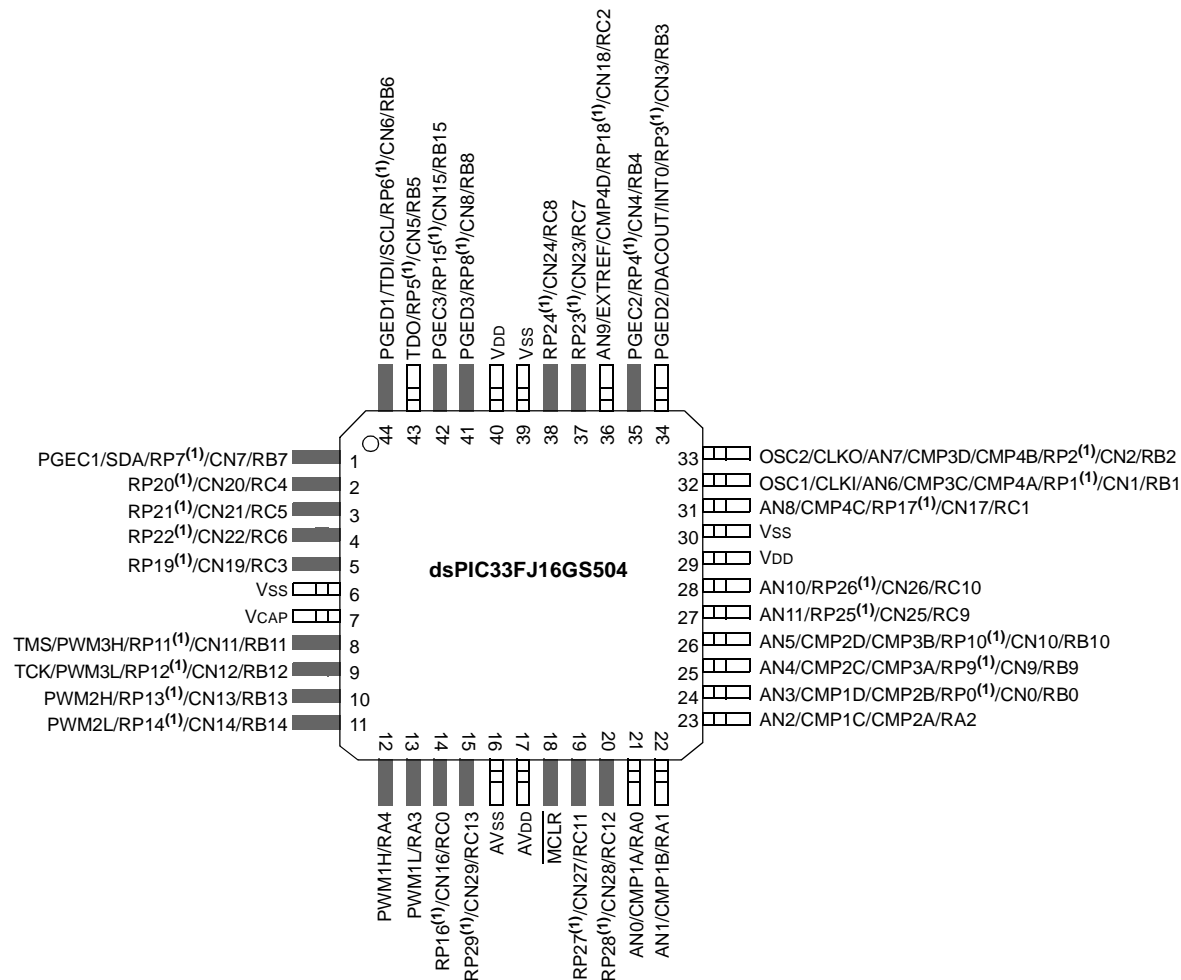 PGED1/TDI/SCL/RP6(1)/CN6/RB6
TDO/RP5(1)/CN5/RB5
PGEC3/RP15(1)/CN15/RB15
PGED3/RP8(1)/CN8/RB8
VDD
VSS
RP24(1)/CN24/RC8
RP23(1)/CN23/RC7
AN9/EXTREF/CMP4D/RP18(1)/CN18/RC2
PGEC2/RP4(1)/CN4/RB4
PGED2/DACOUT/INT0/RP3(1)/CN3/RB3
44
43
42
41
40
39
38
37
36
35
34
PGEC1/SDA/RP7(1)/CN7/RB7 1
RP20(1)/CN20/RC4 2
RP21(1)/CN21/RC5 3
RP22(1)/CN22/RC6 4
RP19(1)/CN19/RC3 5
VSS 6
VCAP 7
TMS/PWM3H/RP11(1)/CN11/RB11 8
TCK/PWM3L/RP12(1)/CN12/RB12 9
PWM2H/RP13(1)/CN13/RB13 10
PWM2L/RP14(1)/CN14/RB14 11
dsPIC33FJ16GS504
33 OSC2/CLKO/AN7/CMP3D/CMP4B/RP2(1)/CN2/RB2
32 OSC1/CLKI/AN6/CMP3C/CMP4A/RP1(1)/CN1/RB1
31 AN8/CMP4C/RP17(1)/CN17/RC1
30 VSS
29 VDD
28 AN10/RP26(1)/CN26/RC10
27 AN11/RP25(1)/CN25/RC9
26 AN5/CMP2D/CMP3B/RP10(1)/CN10/RB10
25 AN4/CMP2C/CMP3A/RP9(1)/CN9/RB9
24 AN3/CMP1D/CMP2B/RP0(1)/CN0/RB0
23 AN2/CMP1C/CMP2A/RA2
12
13
14
15
16
17
18
19
20
21
22
PWM1H/RA4
PWM1L/RA3
RP16(1)/CN16/RC0
RP29(1)/CN29/RC13
AVSS
AVDD
MCLR
RP27(1)/CN27/RC11
RP28(1)/CN28/RC12
AN0/CMP1A/RA0
AN1/CMP1B/RA1